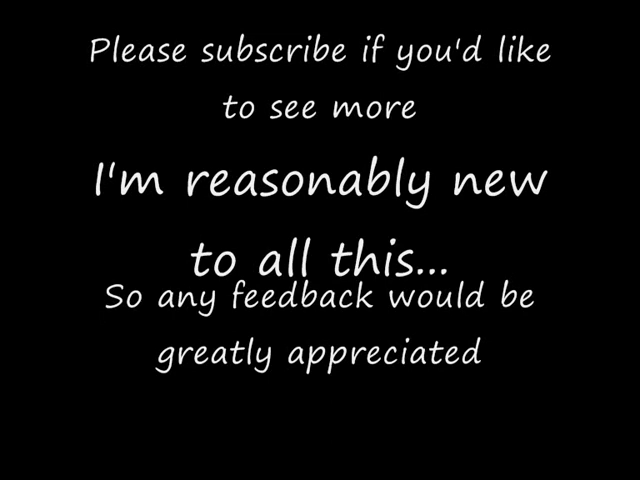 Please subscribe if you'd like
to see more
I'm reasonably new
to all this...
So any feedback would be
greatly appreciated